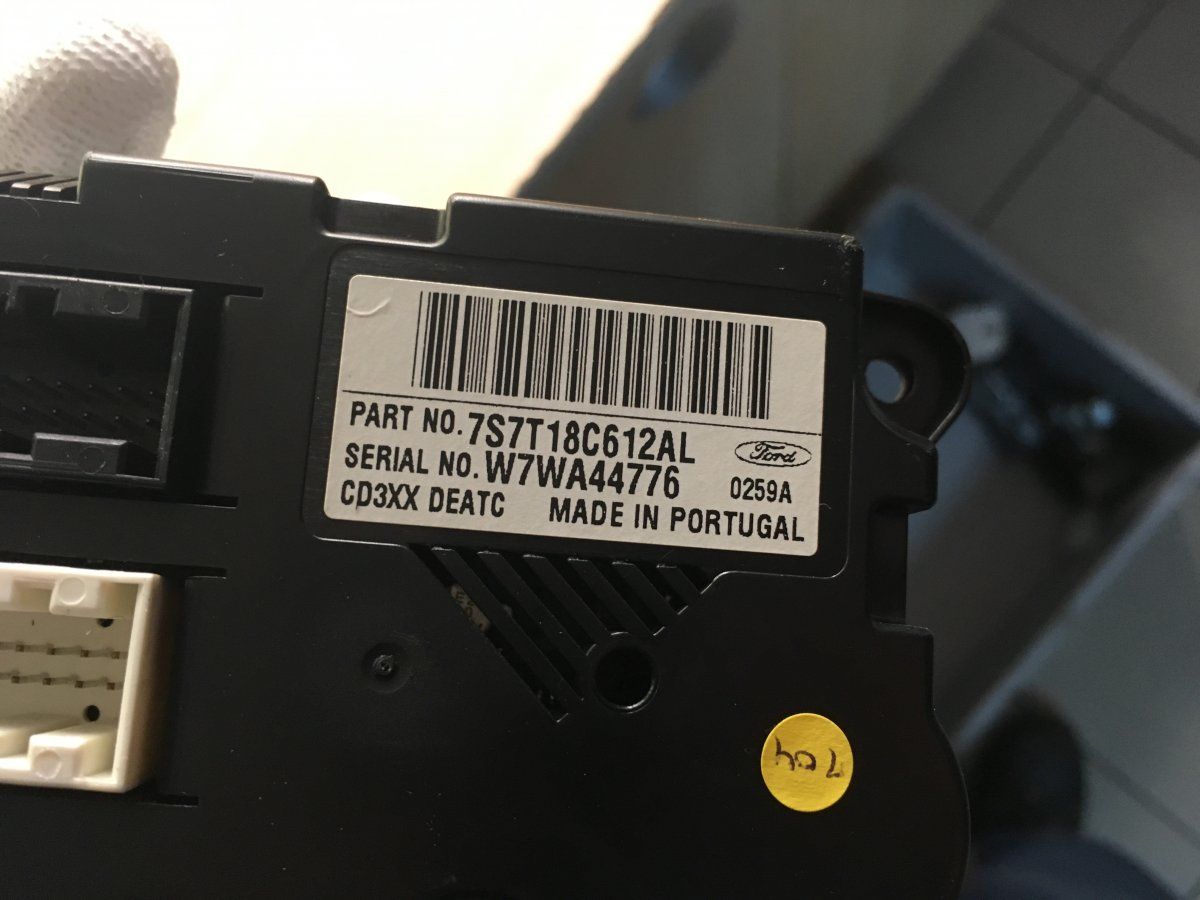 PART NO. 7S7T18C612AL
Ford
SERIAL NO. W7WA44776
0259A
CD3XX DEATC MADE IN PORTUGAL